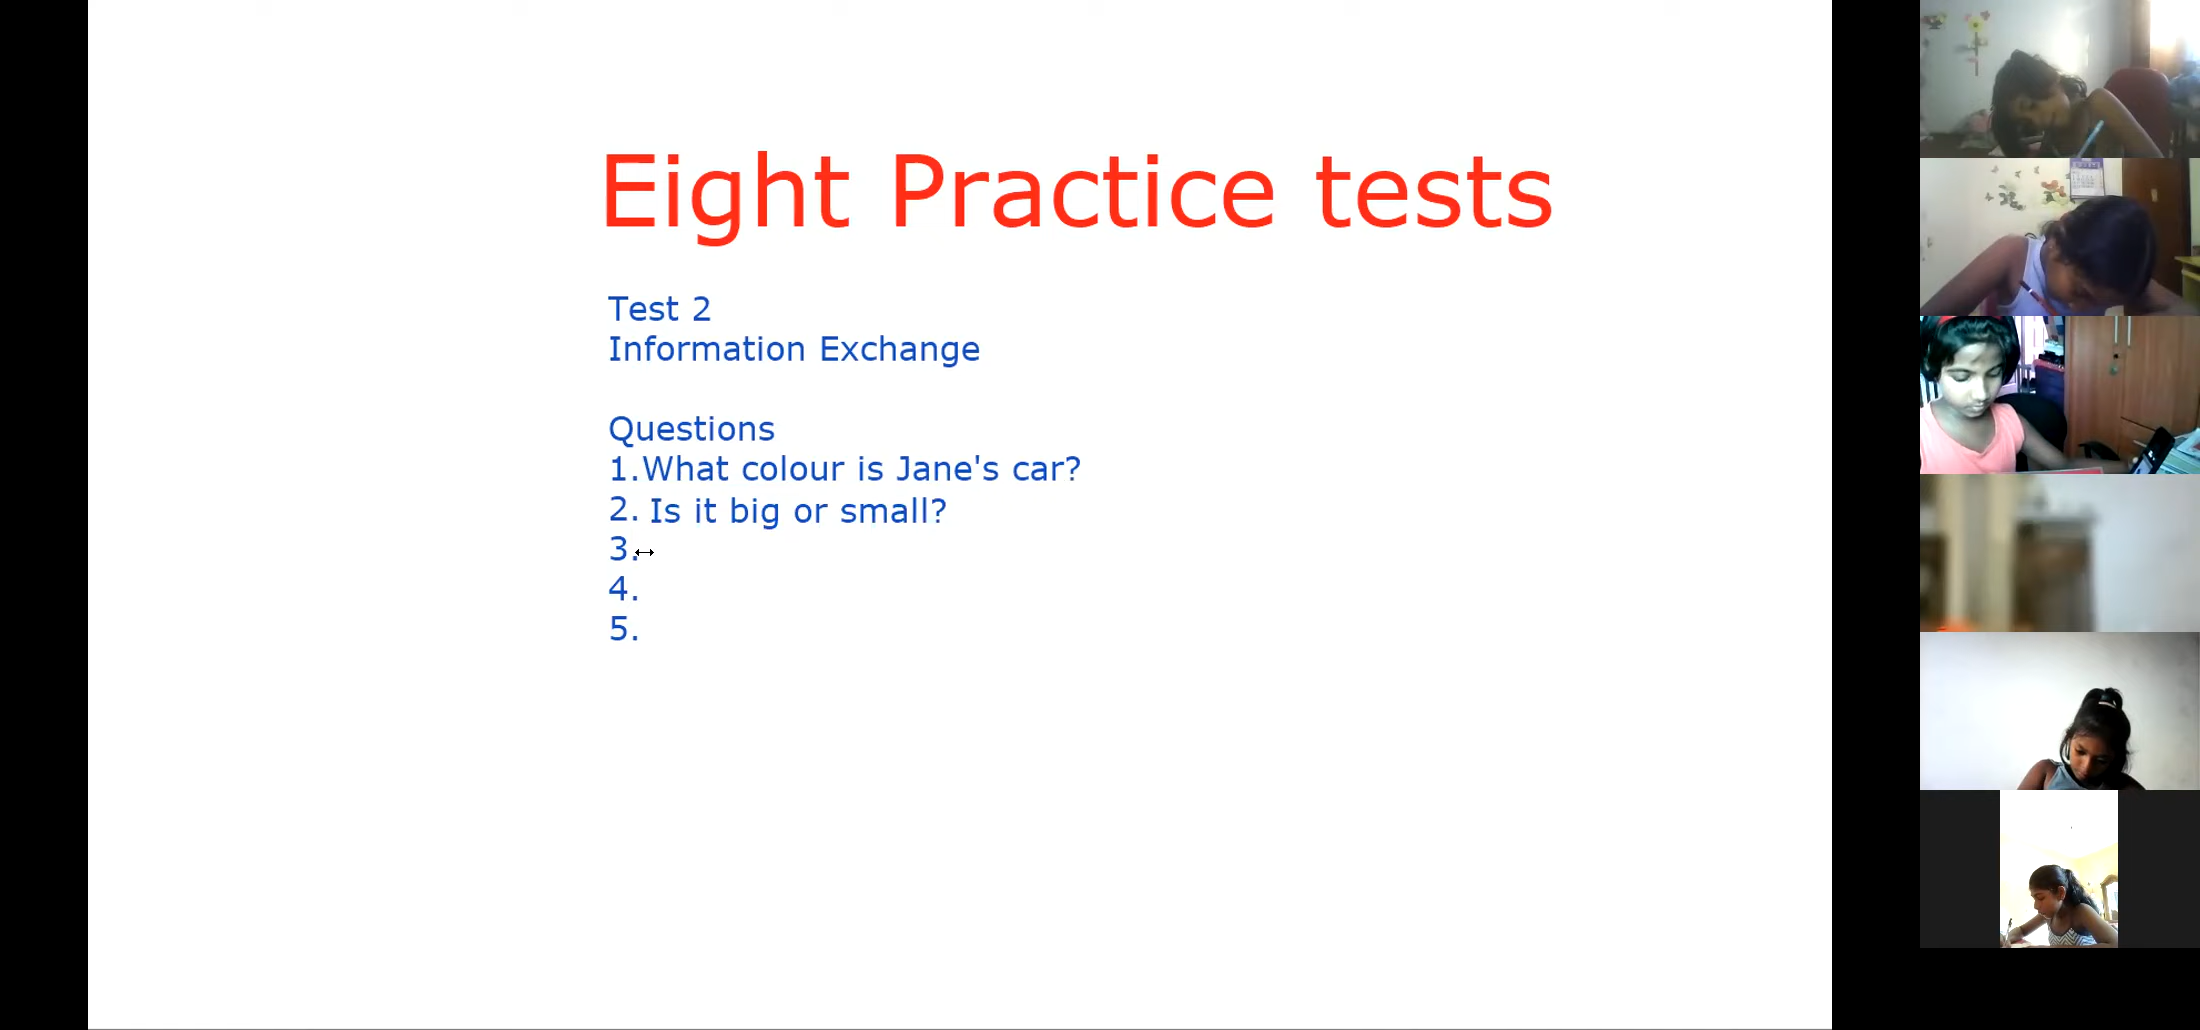 Eight Practice tests
Test 2
Information Exchange
Questions
1.What colour is Jane's car?
2. Is it big or small?
3.
4.
5.